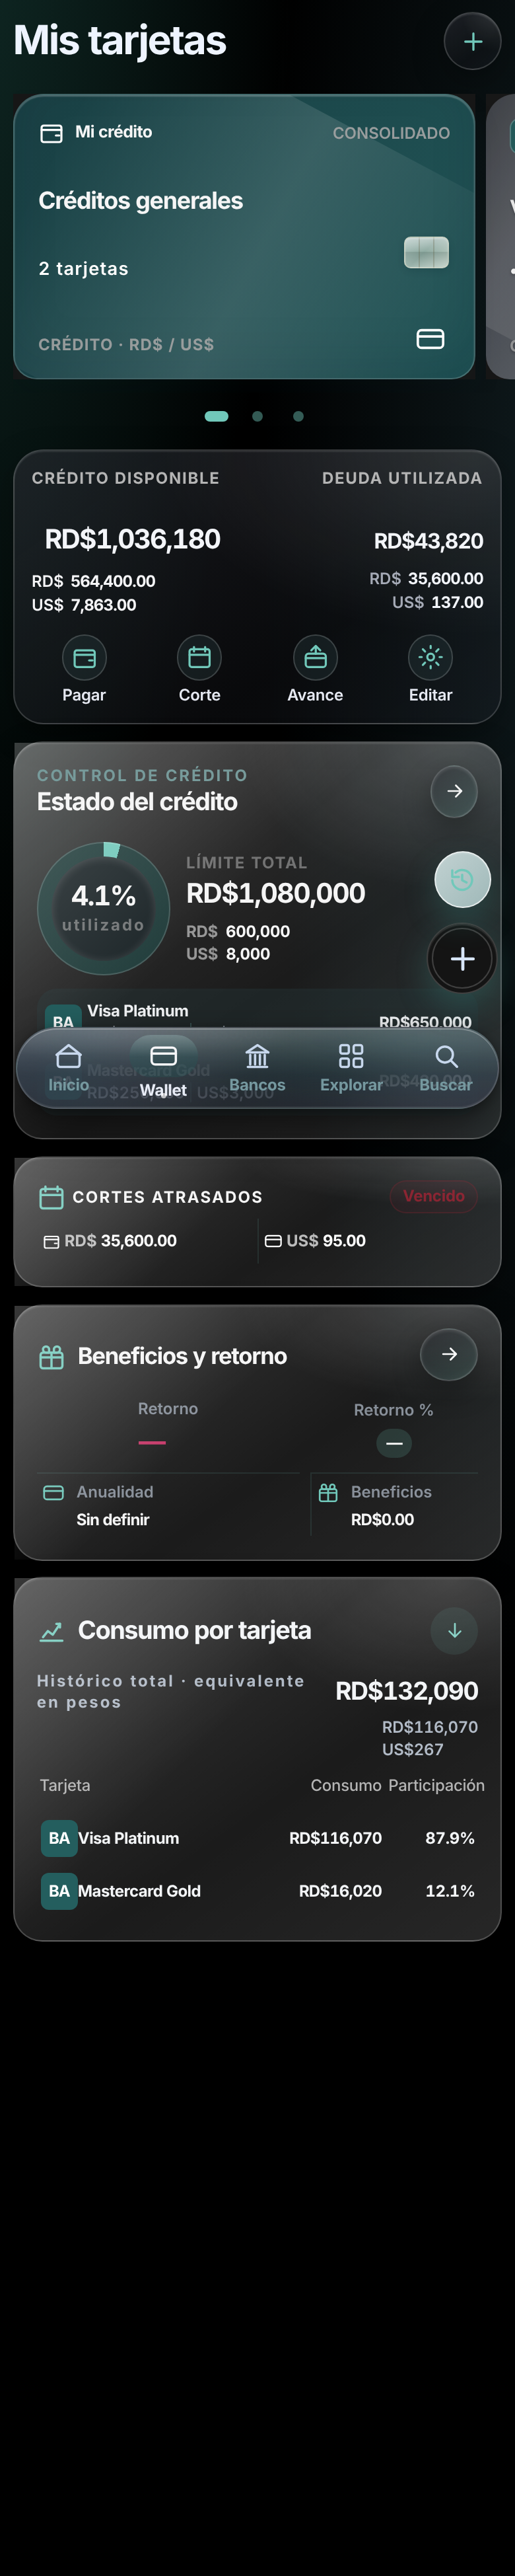 Mis tarjetas
Mi crédito
CONSOLIDADO
Créditos generales
2 tarjetas
CRÉDITO · RD$ / US$
CRÉDITO DISPONIBLE
DEUDA UTILIZADA
RD$1,036,180
RD$43,820
RD$ 564,400.00
RD$ 35,600.00
US$ 7,863.00
US$ 137.00
Pagar
Corte
Avance
Editar
CONTROL DE CRÉDITO
Estado del crédito
4.1%
utilizado
LÍMITE TOTAL
RD$1,080,000
RD$ 600,000
US$ 8,000
BA
Visa Platinum
RD$650,000
Mastercard Gold
US$3,000
Inicio
Wallet
Bancos
Explorar
Buscar
CORTES ATRASADOS
Vencido
RD$ 35,600.00
US$ 95.00
Beneficios y retorno
Retorno
Retorno %
—
—
Anualidad
Beneficios
Sin definir
RD$0.00
Consumo por tarjeta
Histórico total · equivalente
en pesos
RD$132,090
RD$116,070
US$267
Tarjeta
Consumo
Participación
BA
Visa Platinum
RD$116,070
87.9%
BA
Mastercard Gold
RD$16,020
12.1%